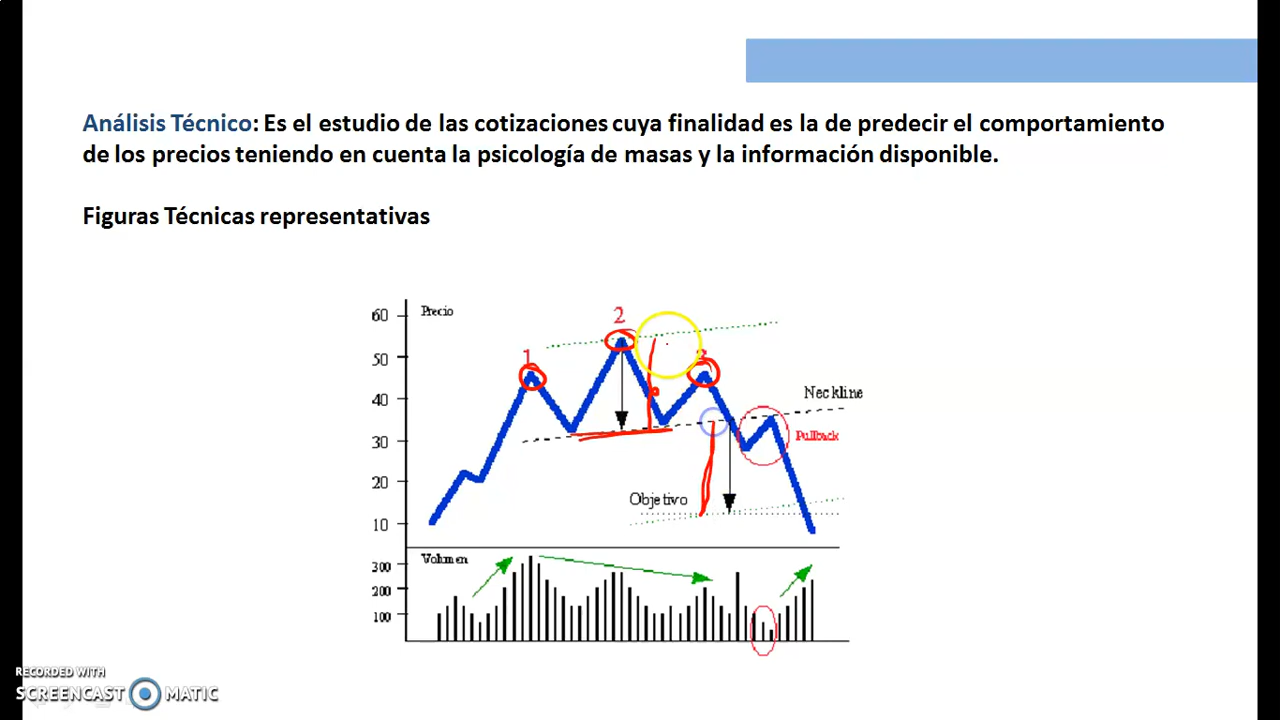 Análisis Técnico: Es el estudio de las cotizaciones cuya finalidad es la de predecir el comportamiento
de los precios teniendo en cuenta la psicología de masas y la información disponible.
Figuras Técnicas representativas
60
Precio
2
50
1
3
40
Neckline
30
Pullback
20
Objetivo
10
Volumen
300
200
100
RECORDED WITH
SCREENCAST MATIC